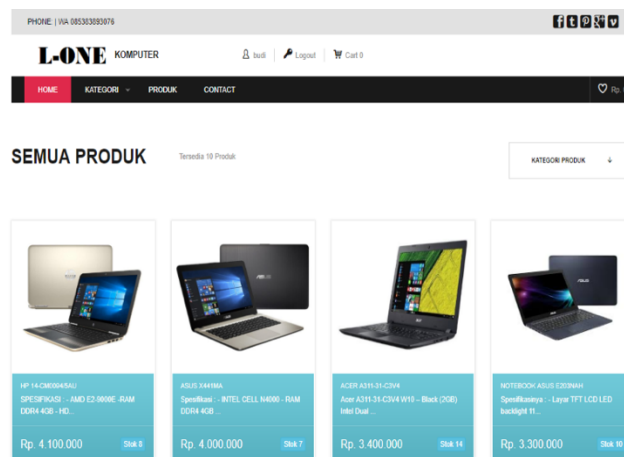 PHONE: | WA 085383893076
L-ONE KOMPUTER
budi Logout Cart 0
HOME KATEGORI PRODUK CONTACT Rp.
SEMUA PRODUK Tersedia 10 Produk KATEGORI PRODUK
HP 14-CM0094/5AU
SPESIFIKASI : - AMD E2-9000E -RAM
DDR4 4GB - HD...
Rp. 4.100.000 Stok 8
ASUS X441MA
Spesifikasi : - INTEL CELL N4000 - RAM
DDR4 4GB ...
Rp. 4.000.000 Stok 7
ACER A311-31-C3V4
Acer A311-31-C3V4 W10 – Black (2GB)
Intel Dual ...
Rp. 3.400.000 Stok 14
NOTEBOOK ASUS E203NAH
Spesifikasinya : - Layar TFT LCD LED
backlight 11...
Rp. 3.300.000 Stok 10